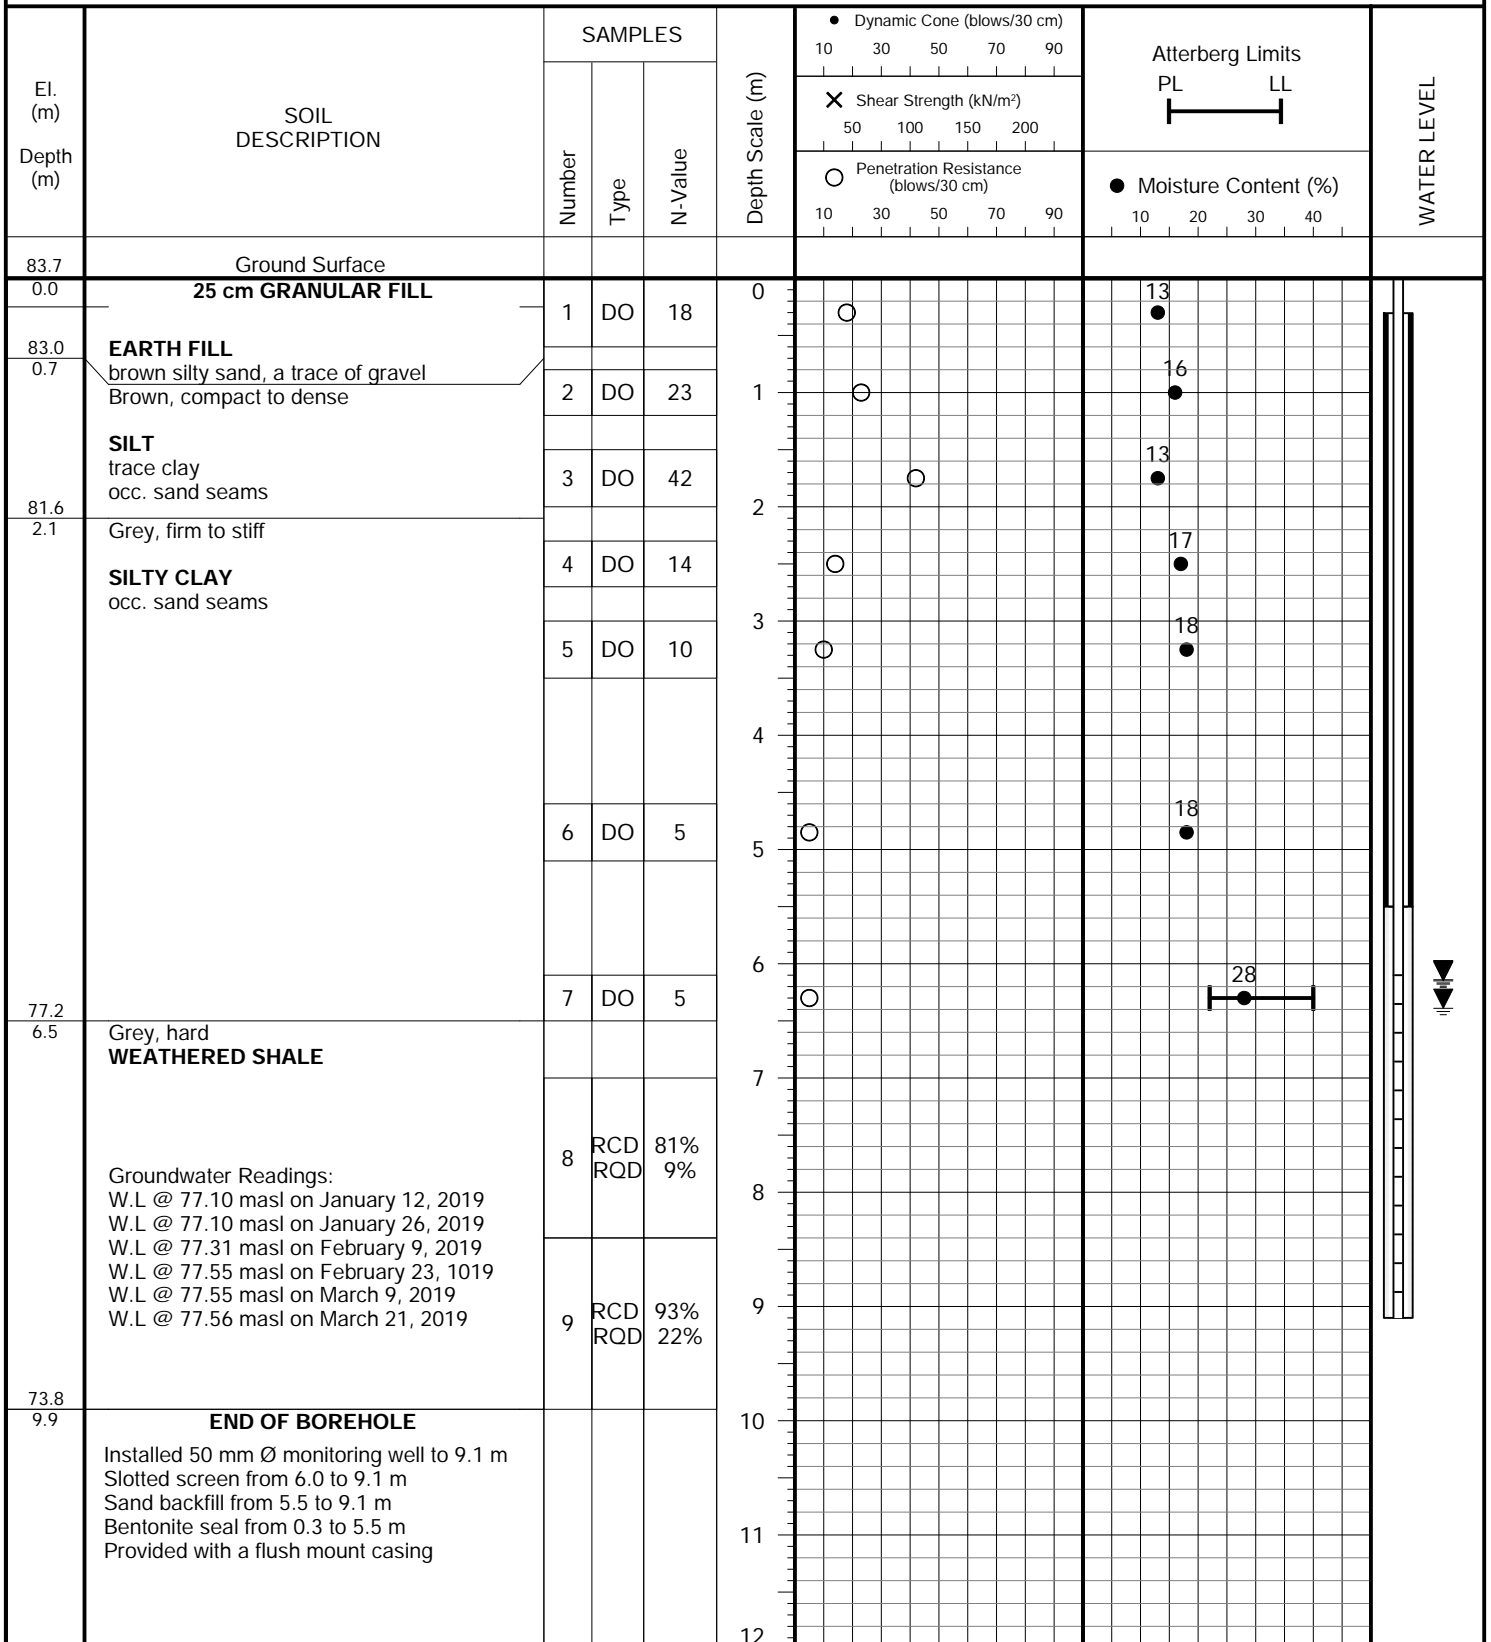 El.
(m)
Depth
(m)
SOIL
DESCRIPTION
SAMPLES
Number
Type
N-Value
Depth Scale (m)
Dynamic Cone (blows/30 cm)
10 30 50 70 90
Shear Strength (kN/m²)
50 100 150 200
Penetration Resistance
(blows/30 cm)
10 30 50 70 90
Atterberg Limits
PL LL
Moisture Content (%)
10 20 30 40
WATER LEVEL
83.7 Ground Surface
0.0 25 cm GRANULAR FILL 0
1 DO 18 13
83.0 EARTH FILL
0.7 brown silty sand, a trace of gravel 16
Brown, compact to dense 2 DO 23 1
SILT 13
trace clay
3 DO 42
occ. sand seams
81.6 2
2.1 Grey, firm to stiff 17
4 DO 14
SILTY CLAY
occ. sand seams
3 18
5 DO 10
4
18
6 DO 5
5
6 28
7 DO 5
77.2
6.5 Grey, hard
WEATHERED SHALE
7
8 RCD 81%
RQD 9%
Groundwater Readings:
8
W.L @ 77.10 masl on January 12, 2019
W.L @ 77.10 masl on January 26, 2019
W.L @ 77.31 masl on February 9, 2019
W.L @ 77.55 masl on February 23, 1019
W.L @ 77.55 masl on March 9, 2019
W.L @ 77.56 masl on March 21, 2019
9
9 RCD 93%
RQD 22%
73.8
9.9 END OF BOREHOLE 10
Installed 50 mm Ø monitoring well to 9.1 m
Slotted screen from 6.0 to 9.1 m
Sand backfill from 5.5 to 9.1 m
Bentonite seal from 0.3 to 5.5 m
Provided with a flush mount casing
11
12